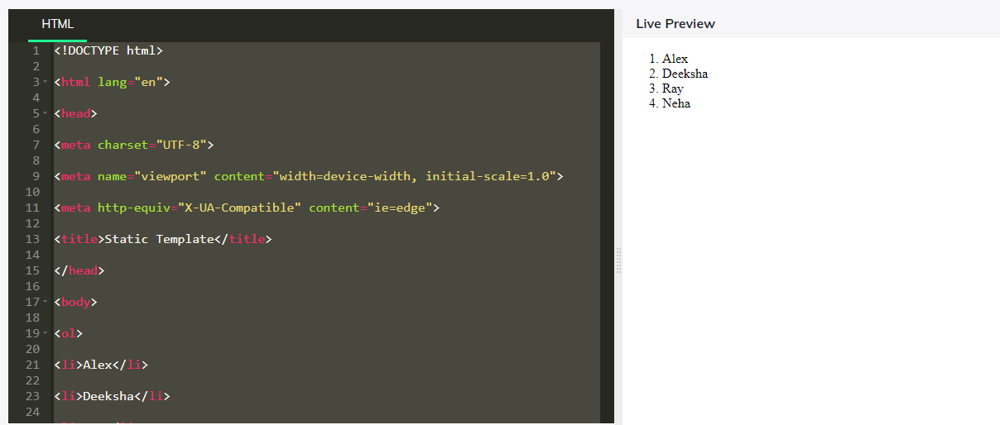 HTML
1 <!DOCTYPE html>
2
3 <html lang="en">
4
5 <head>
6
7 <meta charset="UTF-8">
8
9 <meta name="viewport" content="width=device-width, initial-scale=1.0">
10
11 <meta http-equiv="X-UA-Compatible" content="ie=edge">
12
13 <title>Static Template</title>
14
15 </head>
16
17 <body>
18
19 <ol>
20
21 <li>Alex</li>
22
23 <li>Deeksha</li>
24
Live Preview
1. Alex
2. Deeksha
3. Ray
4. Neha